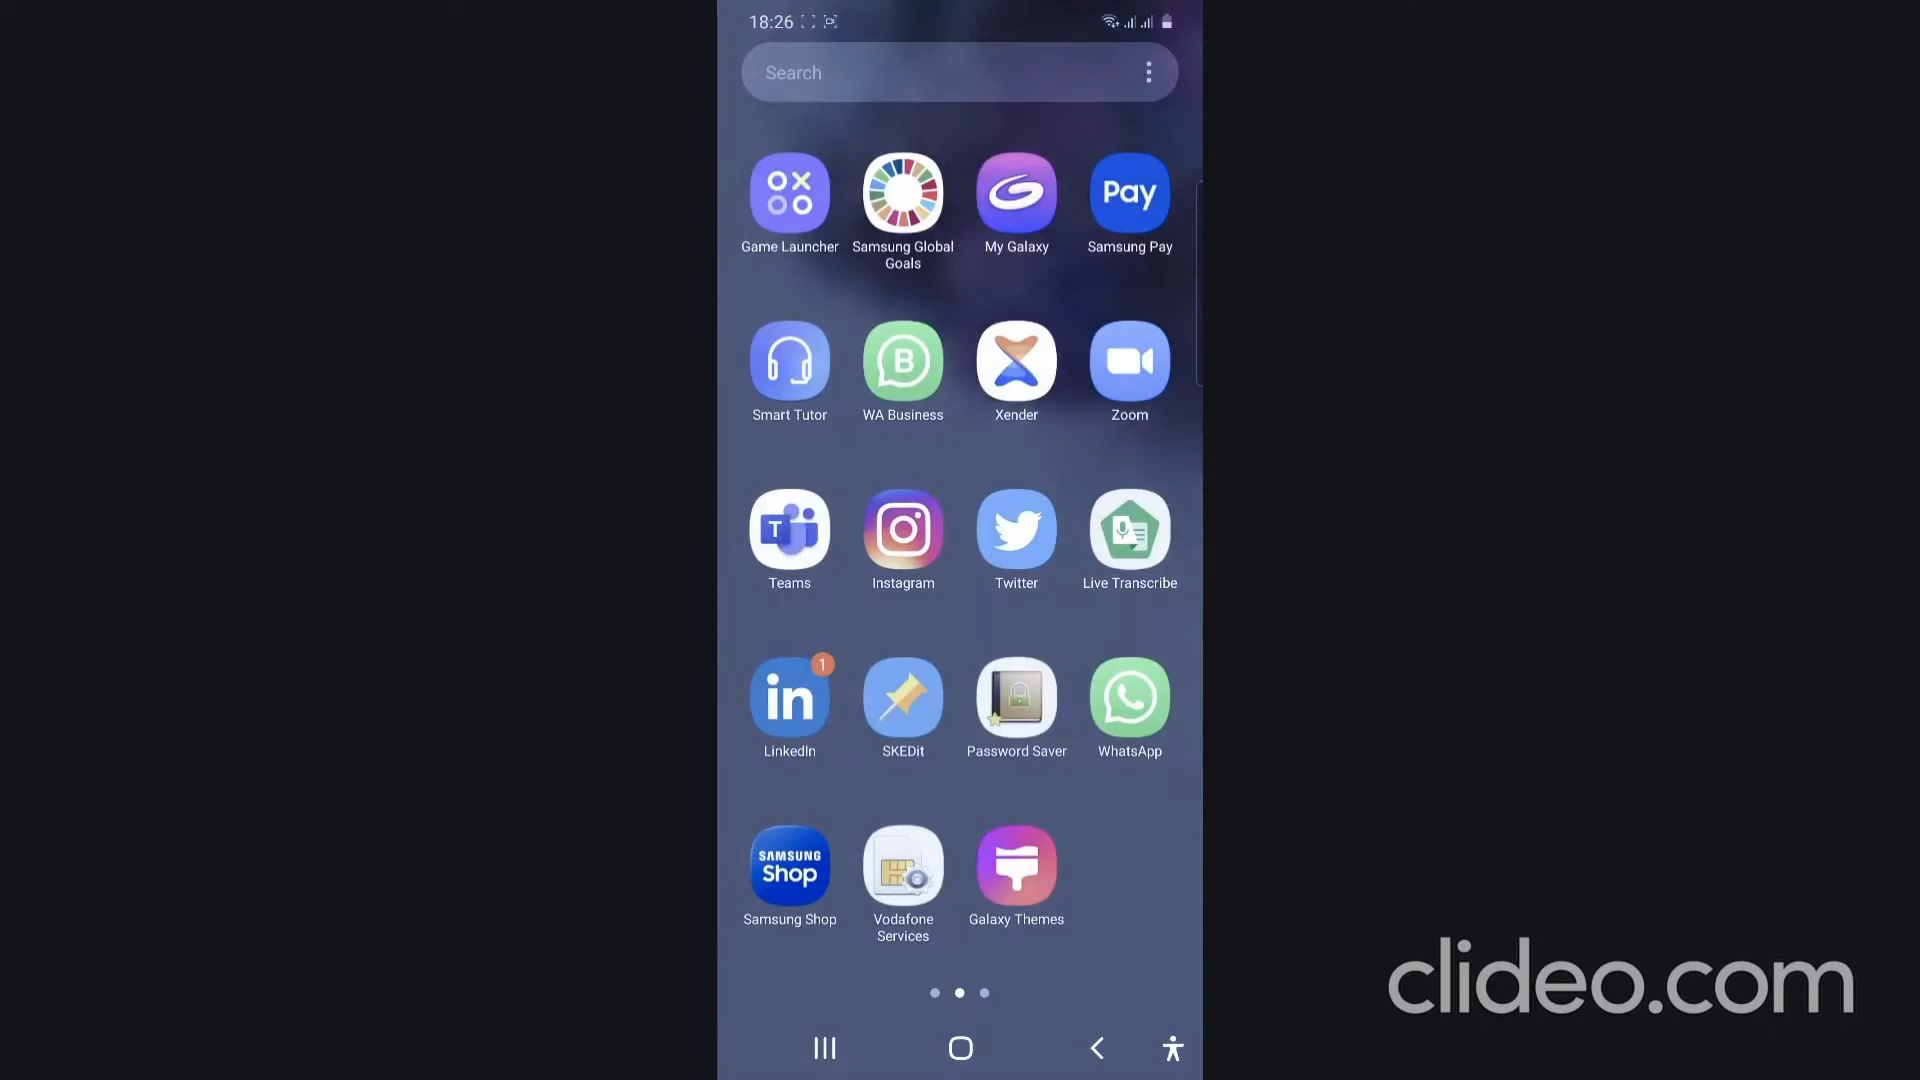 18:26
Search
Pay
Game Launcher
Samsung Global
Goals
My Galaxy
Samsung Pay
B
Smart Tutor
WA Business
Xender
Zoom
T
Teams
Instagram
Twitter
Live Transcribe
1
in
LinkedIn
SKEDit
Password Saver
WhatsApp
SAMSUNG
Shop
Samsung Shop
Vodafone
Services
Galaxy Themes
clideo.com